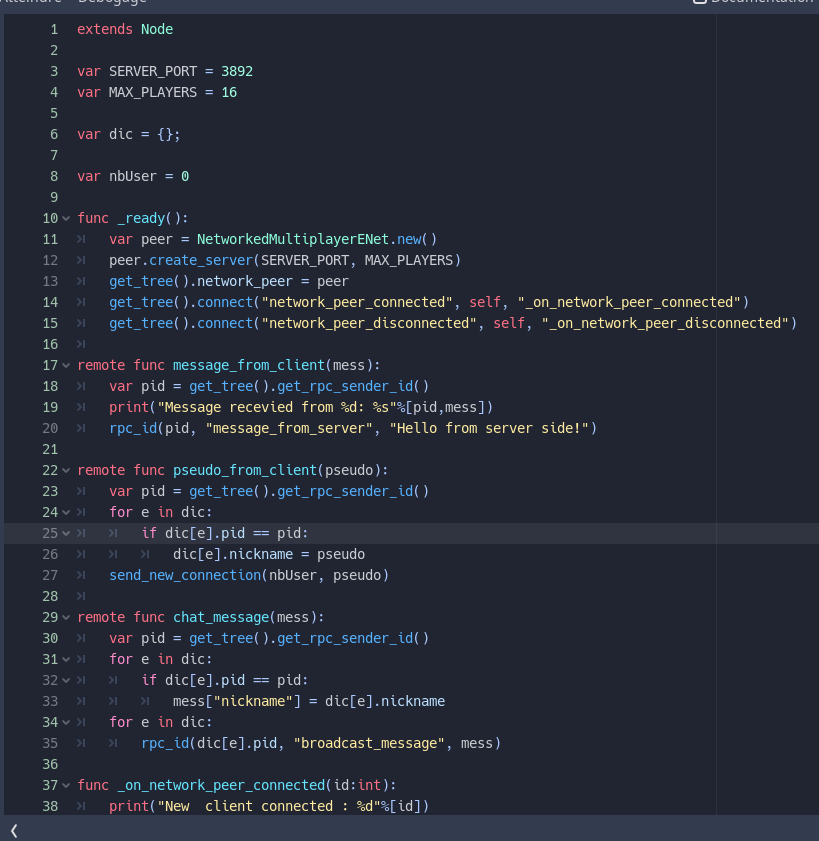 Atteindre Débogage Documentation
1 extends Node
2
3 var SERVER_PORT = 3892
4 var MAX_PLAYERS = 16
5
6 var dic = {};
7
8 var nbUser = 0
9
10 func _ready():
11 var peer = NetworkedMultiplayerENet.new()
12 peer.create_server(SERVER_PORT, MAX_PLAYERS)
13 get_tree().network_peer = peer
14 get_tree().connect("network_peer_connected", self, "_on_network_peer_connected")
15 get_tree().connect("network_peer_disconnected", self, "_on_network_peer_disconnected")
16
17 remote func message_from_client(mess):
18 var pid = get_tree().get_rpc_sender_id()
19 print("Message recevied from %d: %s"%[pid,mess])
20 rpc_id(pid, "message_from_server", "Hello from server side!")
21
22 remote func pseudo_from_client(pseudo):
23 var pid = get_tree().get_rpc_sender_id()
24 for e in dic:
25 if dic[e].pid == pid:
26 dic[e].nickname = pseudo
27 send_new_connection(nbUser, pseudo)
28
29 remote func chat_message(mess):
30 var pid = get_tree().get_rpc_sender_id()
31 for e in dic:
32 if dic[e].pid == pid:
33 mess["nickname"] = dic[e].nickname
34 for e in dic:
35 rpc_id(dic[e].pid, "broadcast_message", mess)
36
37 func _on_network_peer_connected(id:int):
38 print("New  client connected : %d"%[id])